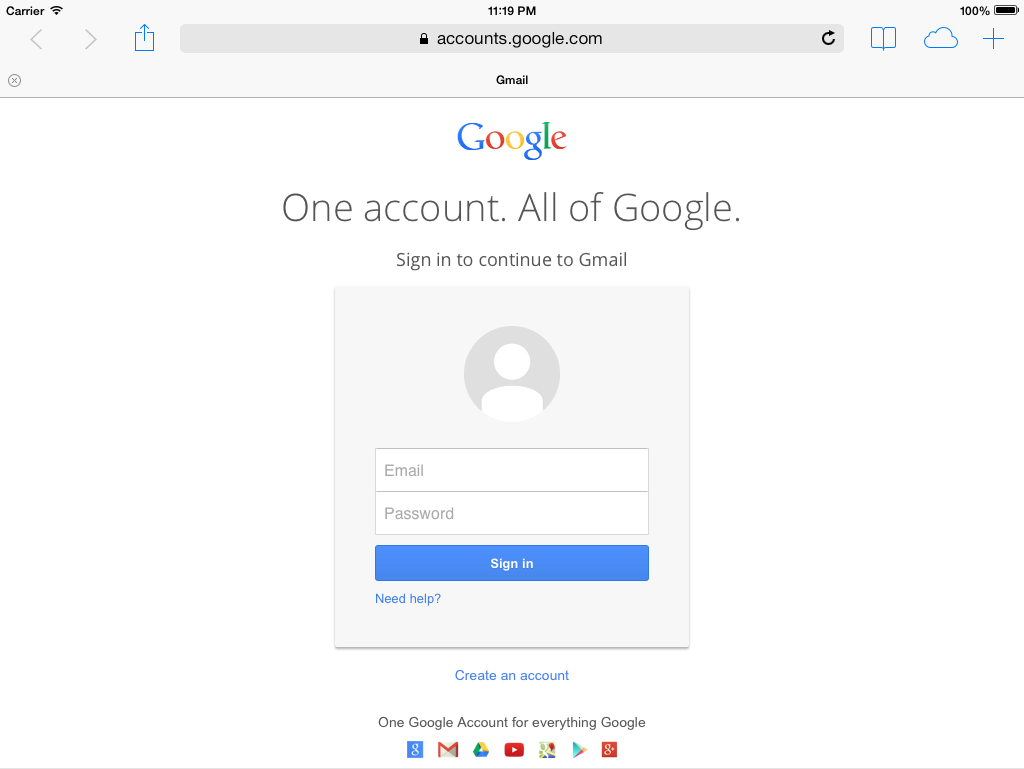 Carrier 11:19 PM 100%
accounts.google.com
Gmail
Google
One account. All of Google.
Sign in to continue to Gmail
Email
Password
Sign in
Need help?
Create an account
One Google Account for everything Google
8 g+